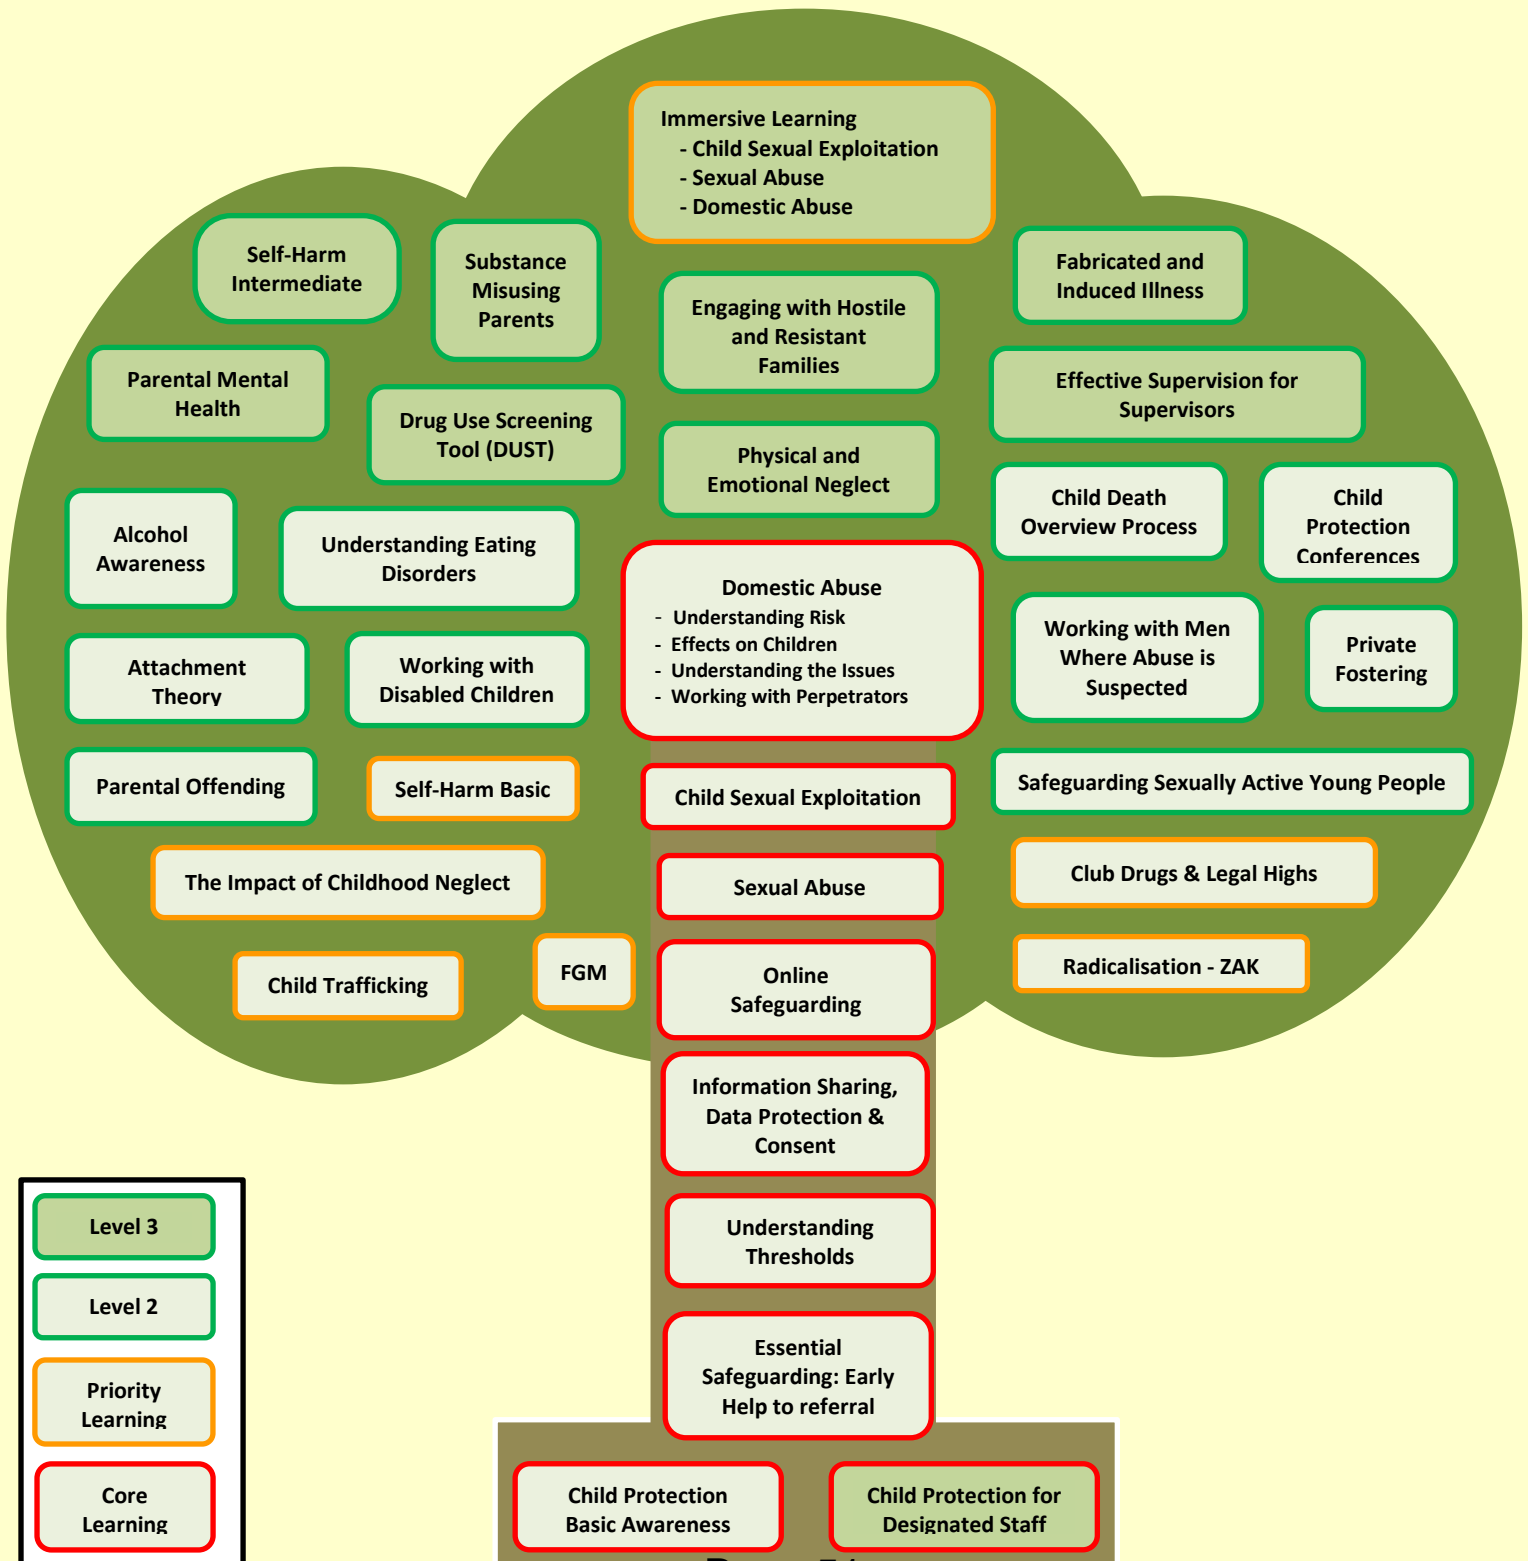 Immersive Learning
- Child Sexual Exploitation
- Sexual Abuse
- Domestic Abuse
Self-Harm
Intermediate
Substance
Misusing
Parents
Fabricated and
Induced Illness
Engaging with Hostile
and Resistant
Families
Parental Mental
Health
Effective Supervision for
Supervisors
Drug Use Screening
Tool (DUST)
Physical and
Emotional Neglect
Child Death
Overview Process
Child
Protection
Conferences
Alcohol
Awareness
Understanding Eating
Disorders
Domestic Abuse
- Understanding Risk
- Effects on Children
- Understanding the Issues
- Working with Perpetrators
Working with Men
Where Abuse is
Suspected
Private
Fostering
Attachment
Theory
Working with
Disabled Children
Parental Offending
Self-Harm Basic
Child Sexual Exploitation
Safeguarding Sexually Active Young People
The Impact of Childhood Neglect
Sexual Abuse
Club Drugs & Legal Highs
Child Trafficking
FGM
Online
Safeguarding
Radicalisation - ZAK
Information Sharing,
Data Protection &
Consent
Understanding
Thresholds
Essential
Safeguarding: Early
Help to referral
Child Protection
Basic Awareness
Child Protection for
Designated Staff
Level 3
Level 2
Priority
Learning
Core
Learning